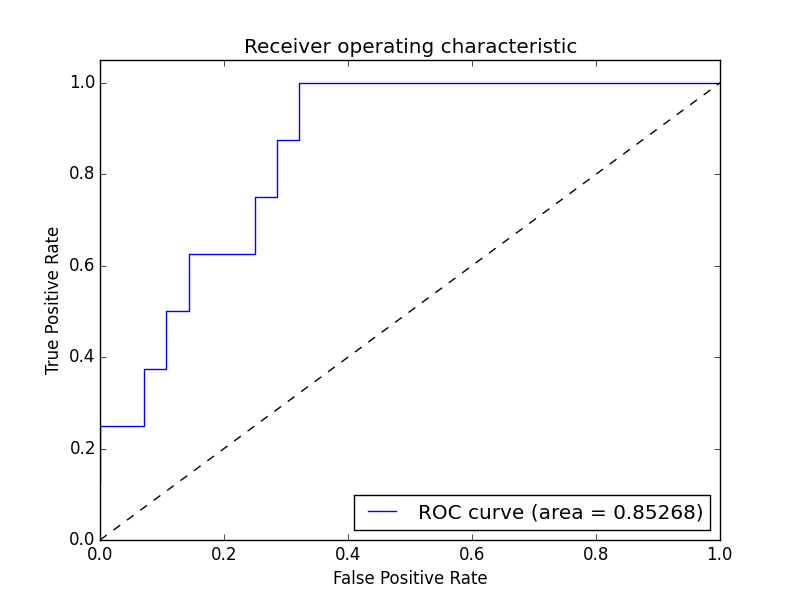 Receiver operating characteristic
1.0
0.8
0.6
0.4
0.2
0.0
True Positive Rate
ROC curve (area = 0.85268)
0.0 0.2 0.4 0.6 0.8 1.0
False Positive Rate